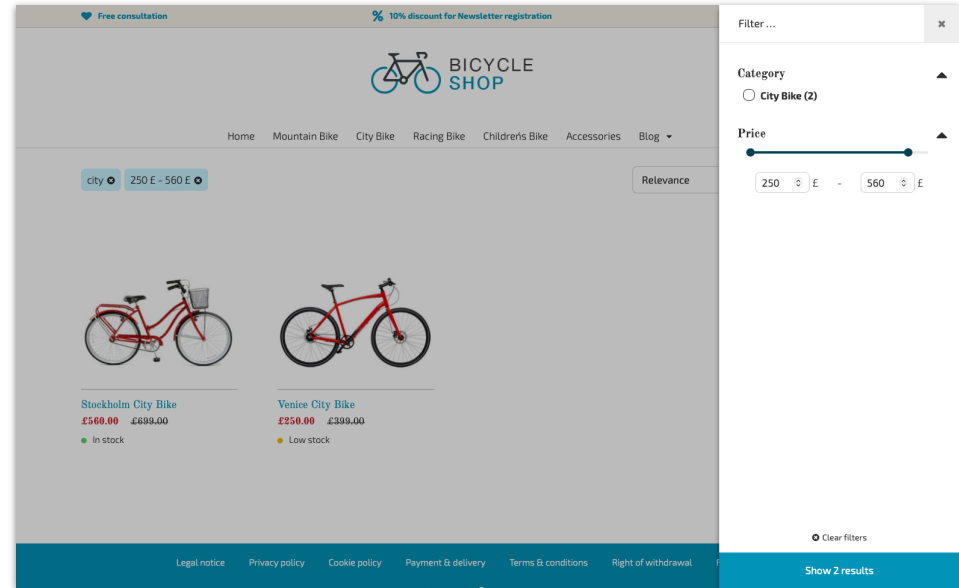 Free consultation
10% discount for Newsletter registration
BICYCLE
SHOP
Home Mountain Bike City Bike Racing Bike Children's Bike Accessories Blog
city 250 £ - 560 £
Relevance
Stockholm City Bike
£560.00 £699.00
In stock
Venice City Bike
£250.00 £399.00
Low stock
Legal notice Privacy policy Cookie policy Payment & delivery Terms & conditions Right of withdrawal
Filter ...
Category
City Bike (2)
Price
250 £ - 560 £
Clear filters
Show 2 results